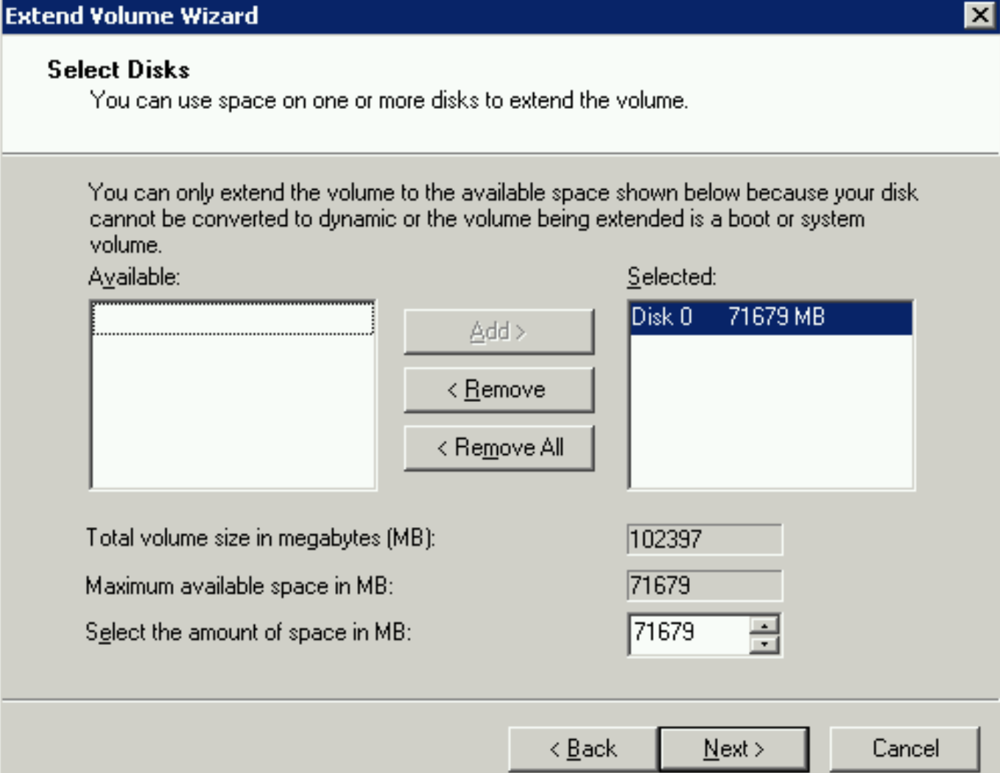 Extend Volume Wizard
Select Disks
You can use space on one or more disks to extend the volume.
You can only extend the volume to the available space shown below because your disk
cannot be converted to dynamic or the volume being extended is a boot or system
volume.
Available:
Selected:
Disk 0 71679 MB
Add >
< Remove
< Remove All
Total volume size in megabytes (MB): 102397
Maximum available space in MB: 71679
Select the amount of space in MB: 71679
< Back Next > Cancel